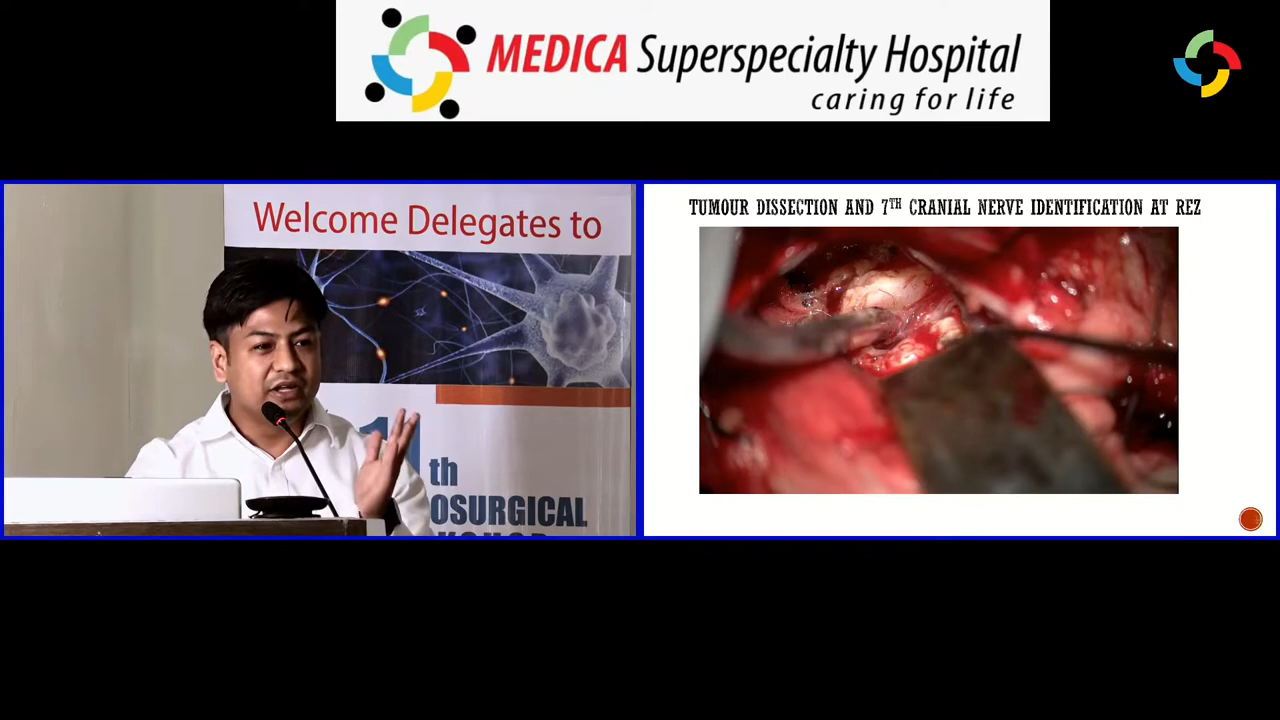 MEDICA Superspecialty Hospital
caring for life
Welcome Delegates to
th
OSURGICAL
TUMOUR DISSECTION AND 7TH CRANIAL NERVE IDENTIFICATION AT REZ